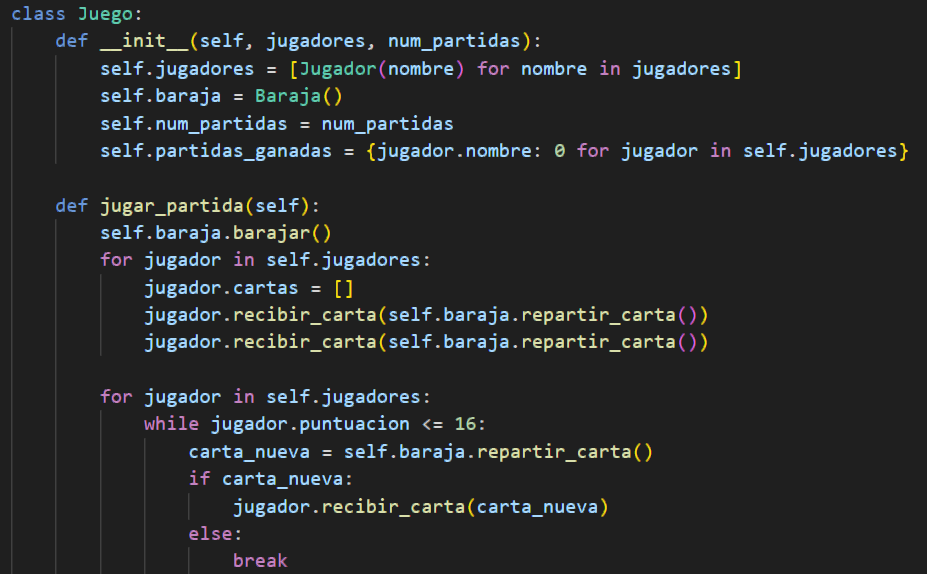 class Juego:
    def __init__(self, jugadores, num_partidas):
        self.jugadores = [Jugador(nombre) for nombre in jugadores]
        self.baraja = Baraja()
        self.num_partidas = num_partidas
        self.partidas_ganadas = {jugador.nombre: 0 for jugador in self.jugadores}

    def jugar_partida(self):
        self.baraja.barajar()
        for jugador in self.jugadores:
            jugador.cartas = []
            jugador.recibir_carta(self.baraja.repartir_carta())
            jugador.recibir_carta(self.baraja.repartir_carta())

        for jugador in self.jugadores:
            while jugador.puntuacion <= 16:
                carta_nueva = self.baraja.repartir_carta()
                if carta_nueva:
                    jugador.recibir_carta(carta_nueva)
                else:
                    break